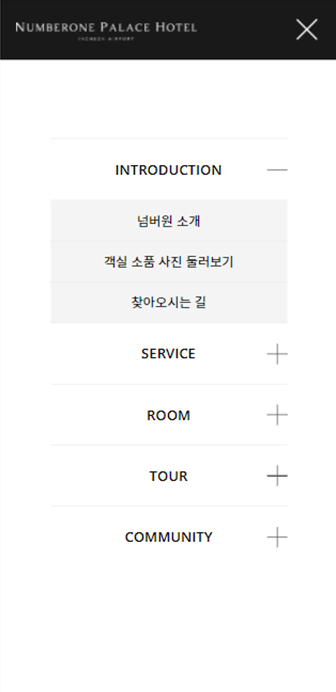 NUMBERONE PALACE HOTEL
INCHEON AIRPORT
INTRODUCTION
넘버원 소개
객실 소품 사진 둘러보기
찾아오시는 길
SERVICE
ROOM
TOUR
COMMUNITY